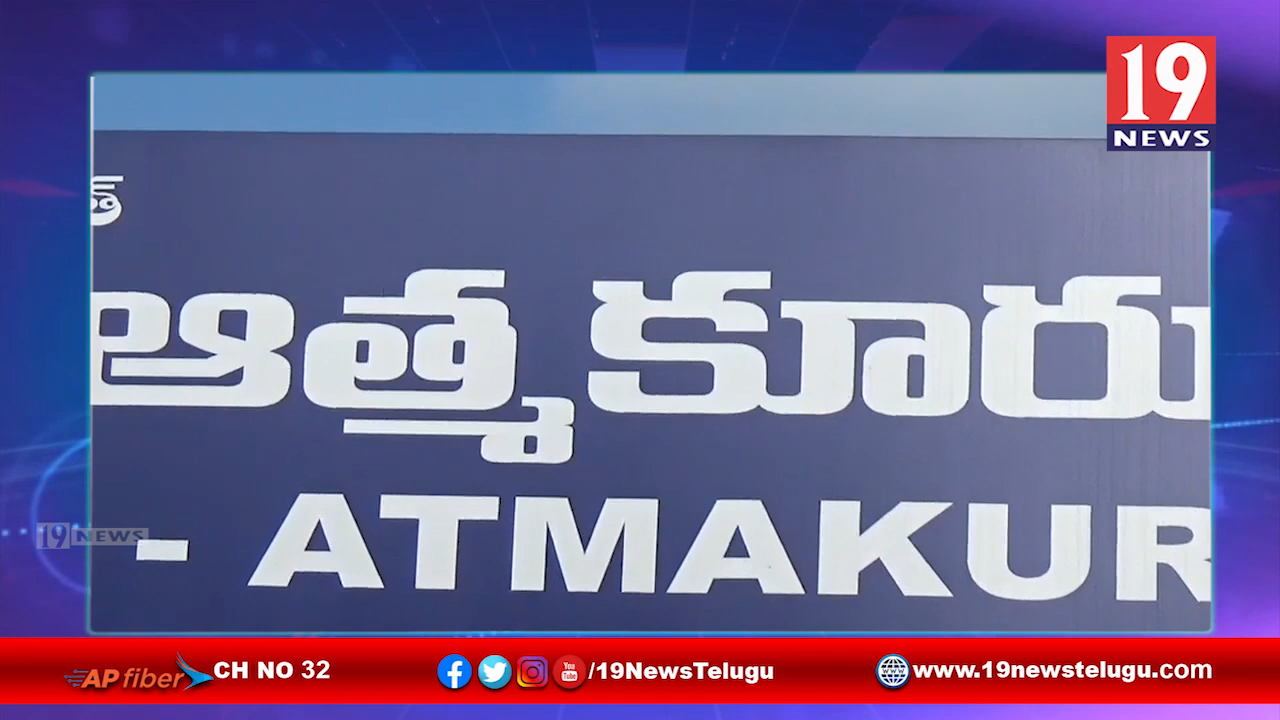 19
NEWS
ఆత్మకూరు
- ATMAKUR
19 NEWS
AP fiber CH NO 32 /19NewsTelugu www.19newstelugu.com